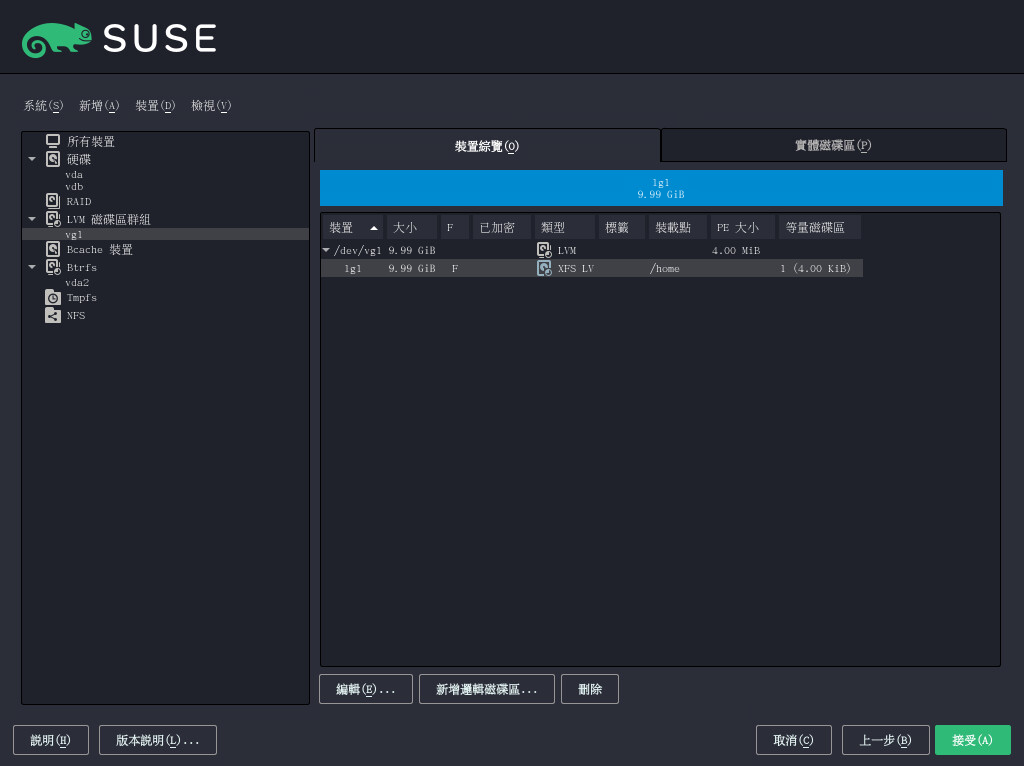 SUSE
系統(S) 新增(A) 裝置(D) 檢視(V)
所有裝置
硬碟
vda
vdb
RAID
LVM 磁碟區群組
vg1
Bcache 裝置
Btrfs
vda2
Tmpfs
NFS
裝置綜覽(O) 實體磁碟區(P)
lg1
9.99 GiB
裝置 大小 F 已加密 類型 標籤 裝載點 PE 大小 等量磁碟區
/dev/vg1 9.99 GiB LVM 4.00 MiB
lg1 9.99 GiB F XFS LV /home 1 (4.00 KiB)
編輯(E)... 新增邏輯磁碟區... 刪除
說明(H) 版本說明(L)... 取消(C) 上一步(B) 接受(A)